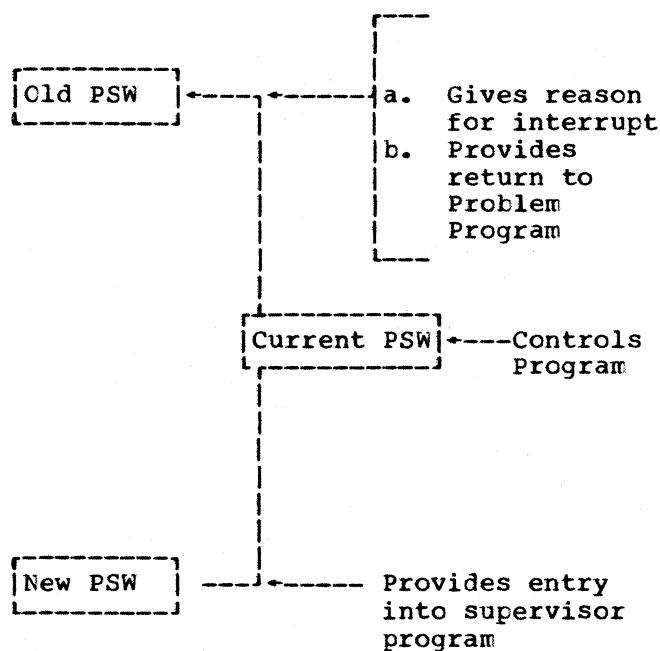 Old PSW
a. Gives reason
for interrupt
b. Provides
return to
Problem
Program
Current PSW
Controls
Program
New PSW
Provides entry
into supervisor
program